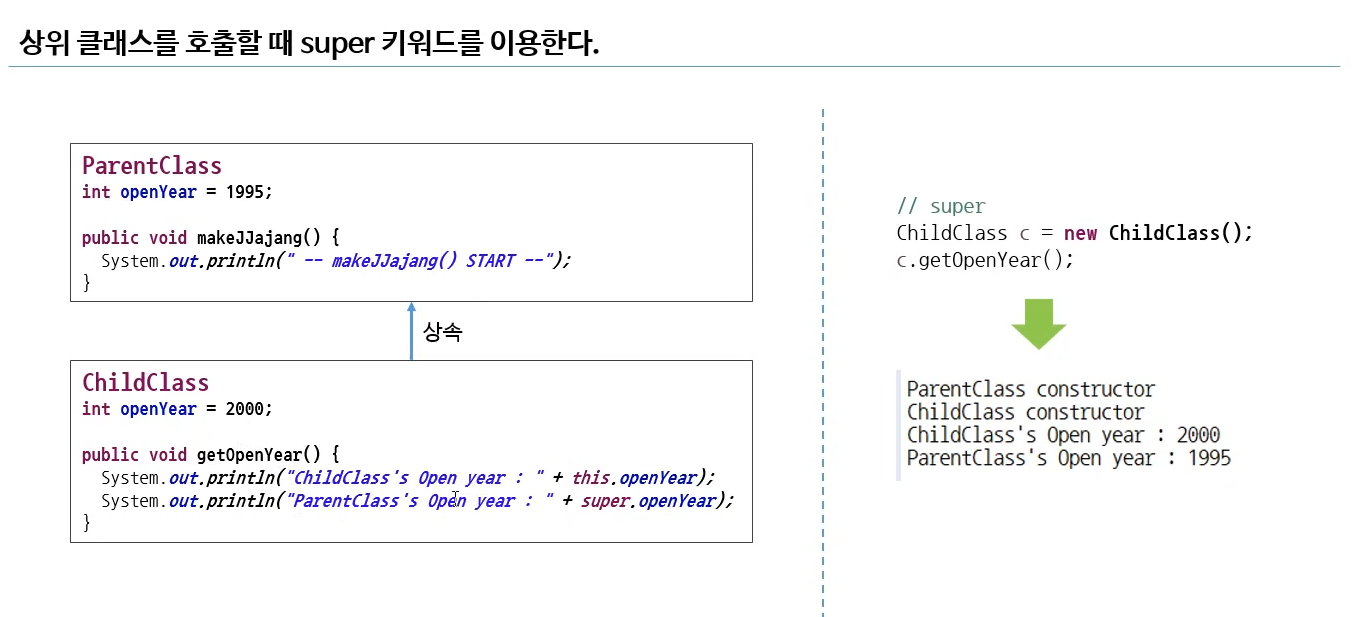 상위 클래스를 호출할 때 super 키워드를 이용한다.
ParentClass
int openYear = 1995;
public void makeJJajang() {
System.out.println(" -- makeJJajang() START --");
}
상속
ChildClass
int openYear = 2000;
public void getOpenYear() {
System.out.println("ChildClass's Open year : " + this.openYear);
System.out.println("ParentClass's Open year : " + super.openYear);
}
// super
ChildClass c = new ChildClass();
c.getOpenYear();
ParentClass constructor
ChildClass constructor
ChildClass's Open year : 2000
ParentClass's Open year : 1995